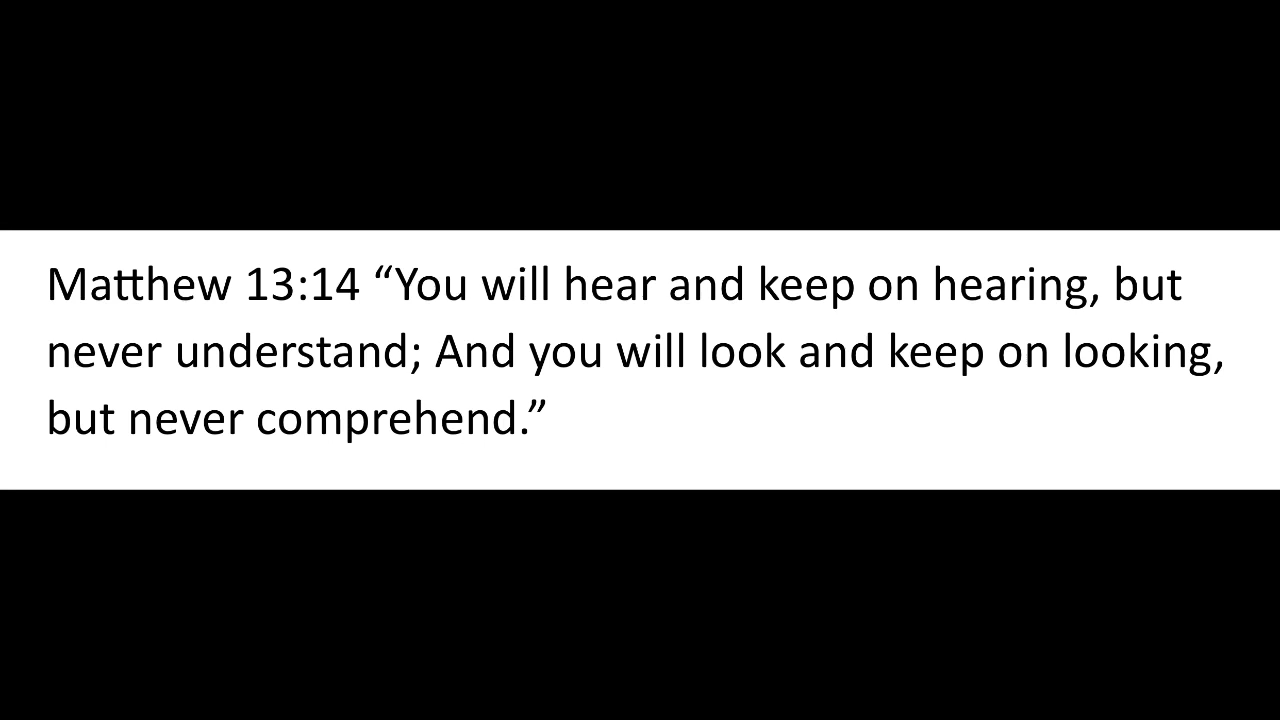 Matthew 13:14 “You will hear and keep on hearing, but
never understand; And you will look and keep on looking,
but never comprehend.”